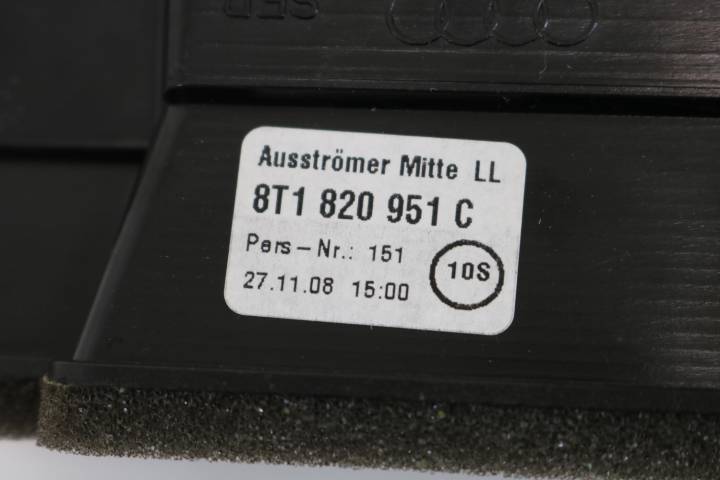 Ausströmer Mitte LL
8T1 820 951 C
Pers-Nr.: 151
10S
27.11.08 15:00